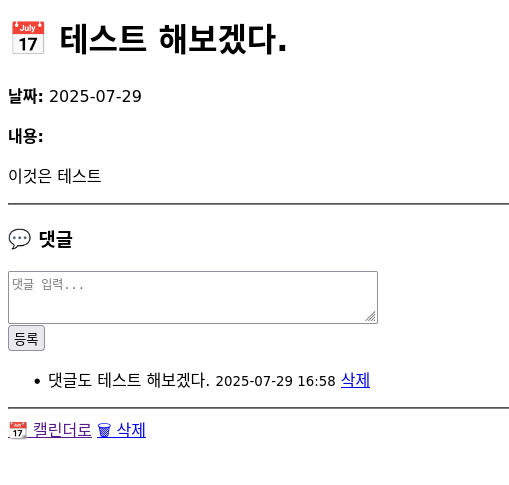 📅 테스트 해보겠다.
날짜: 2025-07-29
내용:
이것은 테스트
💬 댓글
댓글 입력...
등록
• 댓글도 테스트 해보겠다. 2025-07-29 16:58 삭제
📆 캘린더로 🗑 삭제